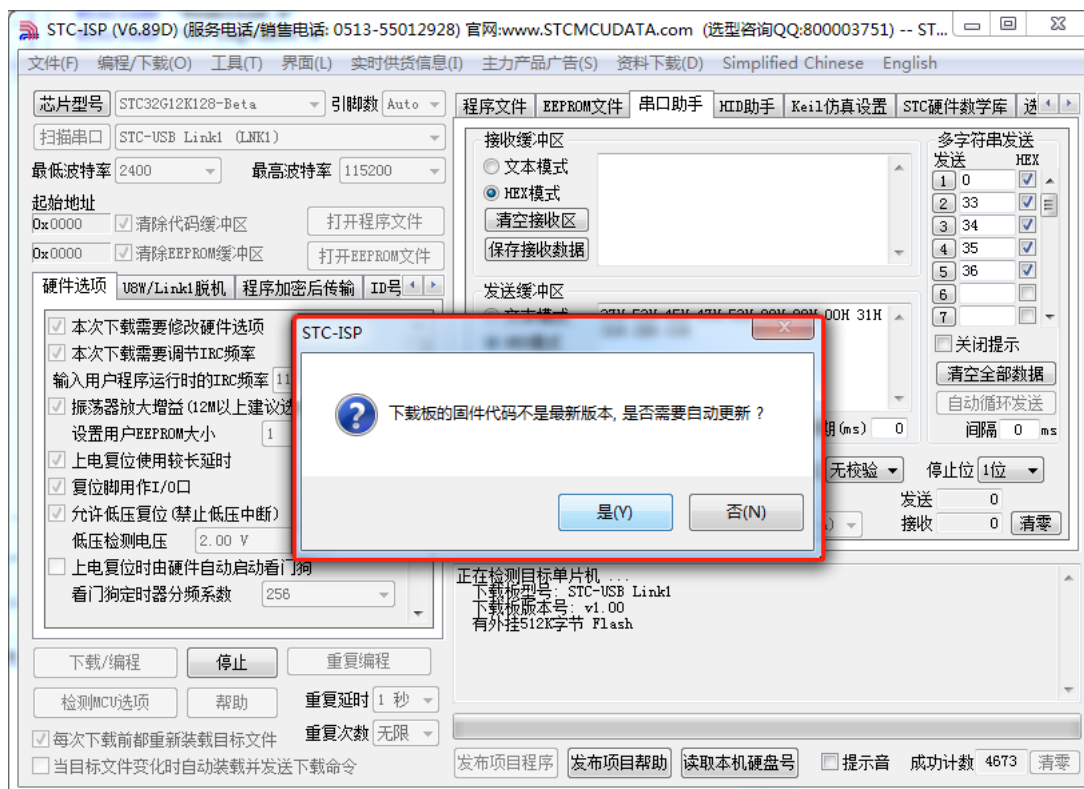 STC-ISP (V6.89D) (服务电话/销售电话: 0513-55012928) 官网:www.STCMCUDATA.com (选型咨询QQ:800003751) -- ST...
文件(F) 编程/下载(O) 工具(T) 界面(L) 实时供货信息(I) 主力产品广告(S) 资料下载(D) Simplified Chinese English
芯片型号 STC32G12K128-Beta 引脚数 Auto
扫描串口 STC-USB Link1 (LNK1)
最低波特率 2400 最高波特率 115200
起始地址
0x0000 清除代码缓冲区 打开程序文件
0x0000 清除EEPROM缓冲区 打开EEPROM文件
硬件选项 U8W/Link1脱机 程序加密后传输 ID号
本次下载需要修改硬件选项
本次下载需要调节IRC频率
输入用户程序运行时的IRC频率 11
振荡器放大增益(12M以上建议选
设置用户EEPROM大小 1
上电复位使用较长延时
复位脚用作I/O口
允许低压复位(禁止低压中断)
低压检测电压 2.00 V
上电复位时由硬件自动启动看门狗
看门狗定时器分频系数 256
下载/编程 停止 重复编程
检测MCU选项 帮助 重复延时 1 秒
重复次数 无限
每次下载前都重新装载目标文件
当目标文件变化时自动装载并发送下载命令
程序文件 EEPROM文件 串口助手 HID助手 Keil仿真设置 STC硬件数学库 选
接收缓冲区
文本模式
HEX模式
清空接收区
保存接收数据
多字符串发送
发送 HEX
1 0
2 33
3 34
4 35
5 36
6
7
关闭提示
清空全部数据
自动循环发送
间隔 0 ms
发送缓冲区
00H 31H
期(ms) 0
无校验 停止位 1位
发送 0
接收 0 清零
STC-ISP
下载板的固件代码不是最新版本, 是否需要自动更新 ?
是(Y) 否(N)
正在检测目标单片机 ...
下载板型号: STC-USB Link1
下载板版本号: v1.00
有外挂512K字节 Flash
发布项目程序 发布项目帮助 读取本机硬盘号 提示音 成功计数 4673 清零